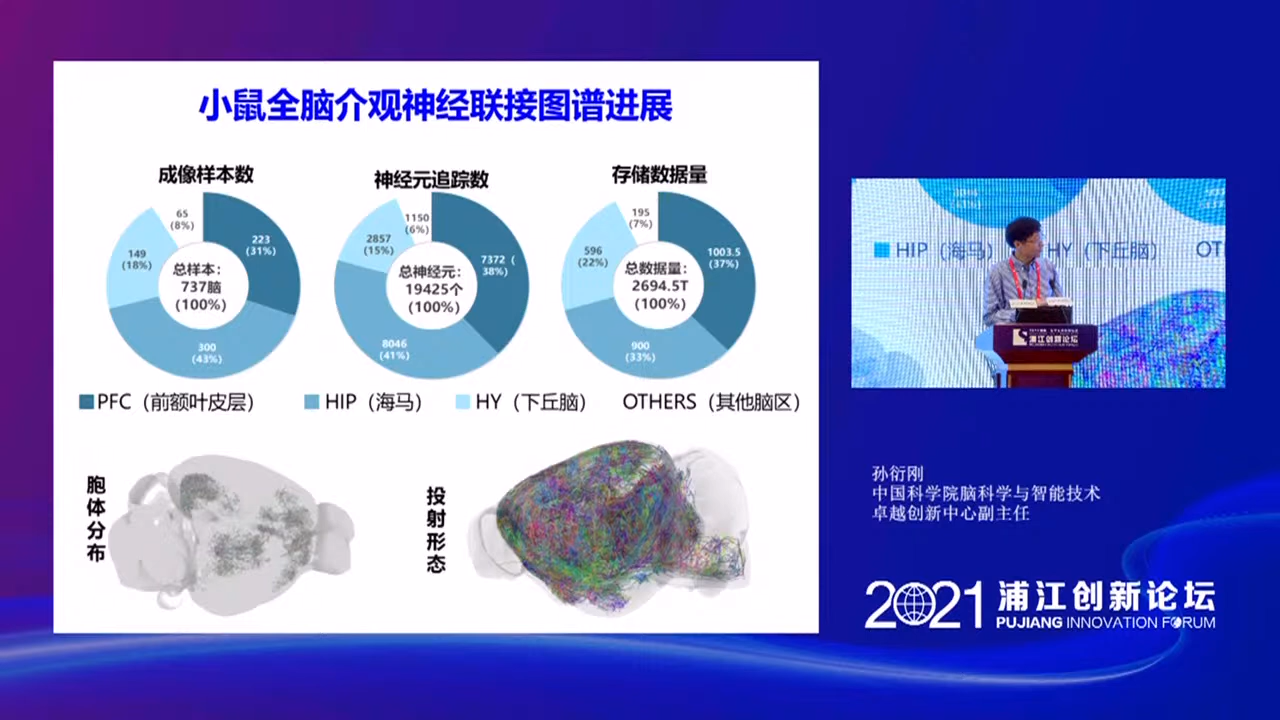 小鼠全脑介观神经联接图谱进展
成像样本数
65
(8%)
223
(31%)
149
(18%)
总样本：
737脑
(100%)
300
(43%)
神经元追踪数
1150
(6%)
7372 (
38%)
2857
(15%)
总神经元：
19425个
(100%)
8046
(41%)
存储数据量
195
(7%)
1003.5
(37%)
596
(22%)
总数据量：
2694.5T
(100%)
900
(33%)
PFC（前额叶皮层） HIP（海马） HY（下丘脑） OTHERS（其他脑区）
胞体分布
投射形态
HIP（海马） HY（下丘脑） OT
浦江创新论坛
孙衍刚
中国科学院脑科学与智能技术
卓越创新中心副主任
2021 浦江创新论坛
PUJIANG INNOVATION FORUM